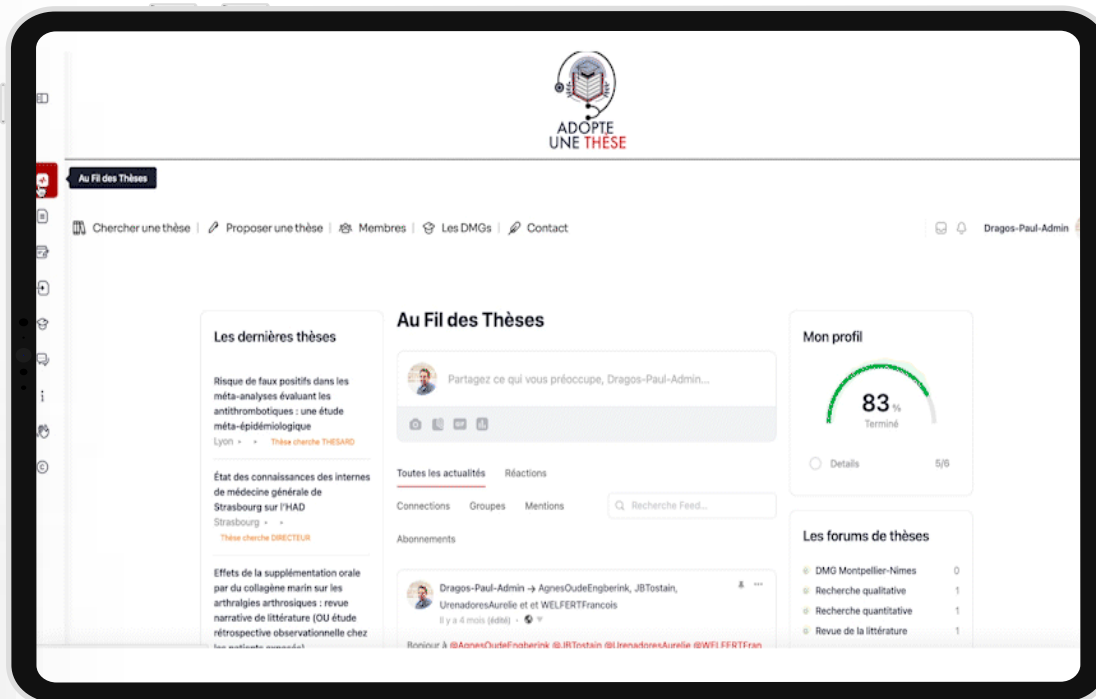 ADOPTE
UNE THÈSE
Au Fil des Thèses
Chercher une thèse
Proposer une thèse
Membres
Les DMGs
Contact
Dragos-Paul-Admin
Les dernières thèses
Risque de faux positifs dans les
méta-analyses évaluant les
antithrombotiques : une étude
méta-épidémiologique
Lyon
Thèse cherche THESARD
État des connaissances des internes
de médecine générale de
Strasbourg sur l'HAD
Strasbourg
Thèse cherche DIRECTEUR
Effets de la supplémentation orale
par du collagène marin sur les
arthralgies arthrosiques : revue
narrative de littérature (OU étude
rétrospective observationnelle chez
les patients exposés)
Au Fil des Thèses
Partagez ce qui vous préoccupe, Dragos-Paul-Admin...
Toutes les actualités
Réactions
Connections
Groupes
Mentions
Recherche Feed...
Abonnements
Dragos-Paul-Admin → AgnesOudeEngberink, JBTostain,
UrenadoresAurelie et et WELFERTFrancois
Il y a 4 mois (édité)
Bonjour à @AgnesOudeEngberink @JBTostain @UrenadoresAurelie @WELFERTFran
Mon profil
83 %
Terminé
Details 5/6
Les forums de thèses
DMG Montpellier-Nimes 0
Recherche qualitative 1
Recherche quantitative 1
Revue de la littérature 1